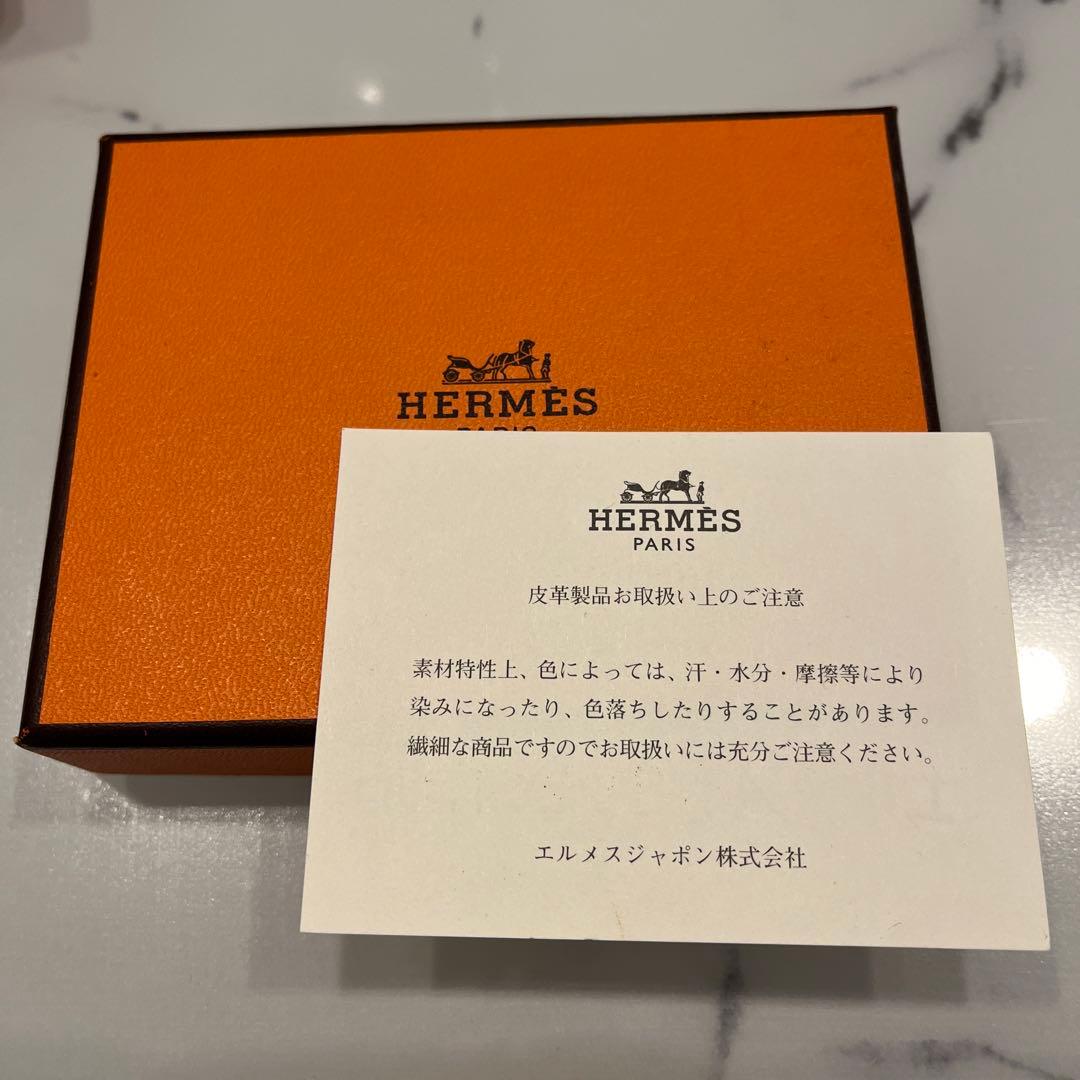 HERMÈS
PARIS
HERMÈS
PARIS
皮革製品お取扱い上のご注意
素材特性上、色によっては、汗・水分・摩擦等により
染みになったり、色落ちしたりすることがあります。
繊細な商品ですのでお取扱いには充分ご注意ください。
エルメスジャポン株式会社